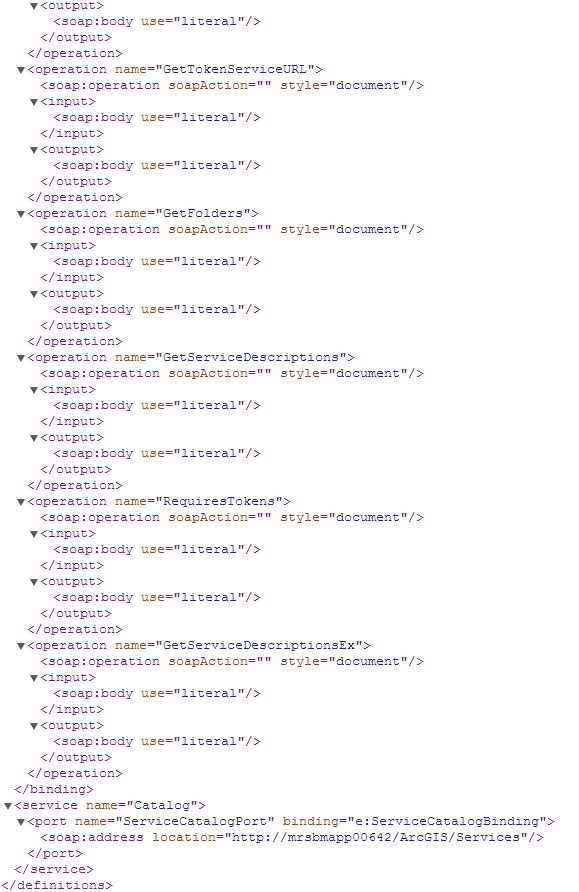 <output>
<soap:body use="literal"/>
</output>
</operation>
<operation name="GetTokenServiceURL">
<soap:operation soapAction="" style="document"/>
<input>
<soap:body use="literal"/>
</input>
<output>
<soap:body use="literal"/>
</output>
</operation>
<operation name="GetFolders">
<soap:operation soapAction="" style="document"/>
<input>
<soap:body use="literal"/>
</input>
<output>
<soap:body use="literal"/>
</output>
</operation>
<operation name="GetServiceDescriptions">
<soap:operation soapAction="" style="document"/>
<input>
<soap:body use="literal"/>
</input>
<output>
<soap:body use="literal"/>
</output>
</operation>
<operation name="RequiresTokens">
<soap:operation soapAction="" style="document"/>
<input>
<soap:body use="literal"/>
</input>
<output>
<soap:body use="literal"/>
</output>
</operation>
<operation name="GetServiceDescriptionsEx">
<soap:operation soapAction="" style="document"/>
<input>
<soap:body use="literal"/>
</input>
<output>
<soap:body use="literal"/>
</output>
</operation>
</binding>
<service name="Catalog">
<port name="ServiceCatalogPort" binding="e:ServiceCatalogBinding">
<soap:address location="http://mrsbmapp00642/ArcGIS/Services"/>
</port>
</service>
</definitions>